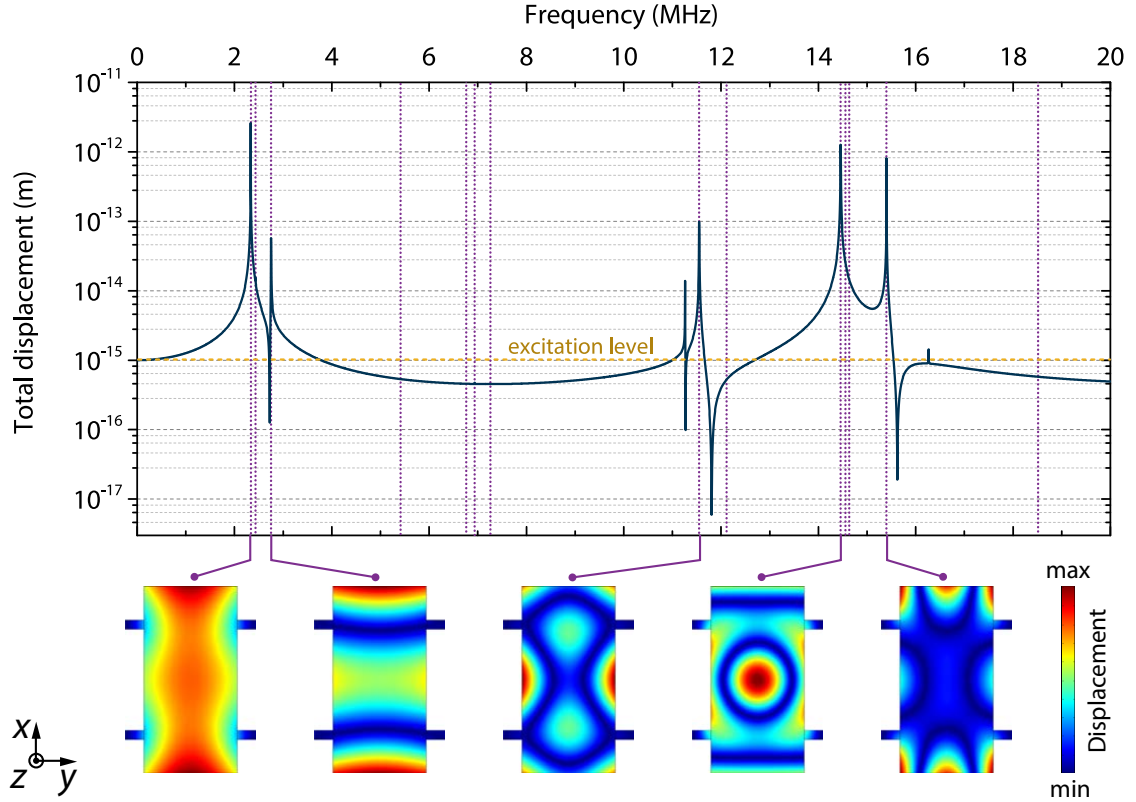 Frequency (MHz)
0 2 4 6 8 10 12 14 16 18 20
Total displacement (m)
10⁻¹¹
10⁻¹²
10⁻¹³
10⁻¹⁴
10⁻¹⁵
10⁻¹⁶
10⁻¹⁷
excitation level
max
Displacement
min
x
z y